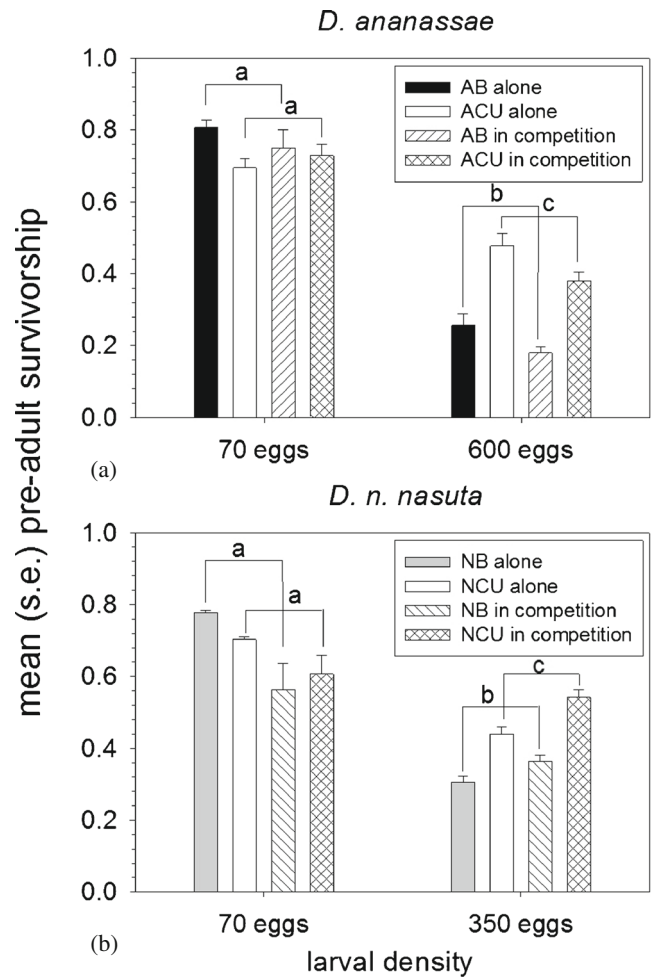 D. ananassae
1.0
0.8
0.6
0.4
0.2
0.0
a
a
b
c
AB alone
ACU alone
AB in competition
ACU in competition
70 eggs
600 eggs
(a)
mean (s.e.) pre-adult survivorship
D. n. nasuta
1.0
0.8
0.6
0.4
0.2
0.0
a
a
b
c
NB alone
NCU alone
NB in competition
NCU in competition
70 eggs
350 eggs
(b)
larval density